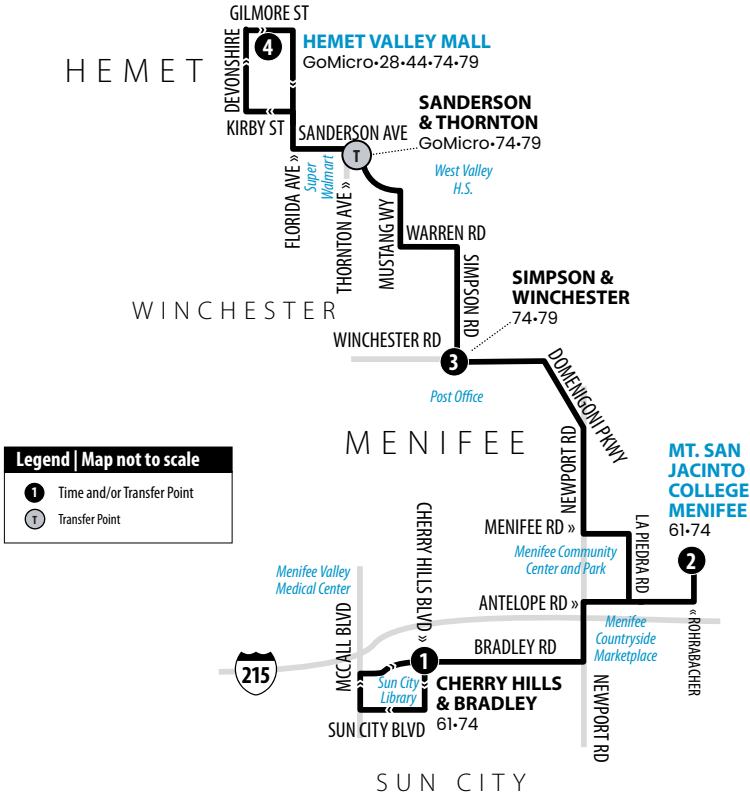 GILMORE ST
4
HEMET VALLEY MALL
GoMicro•28•44•74•79
HEMET
DEVONSHIRE
KIRBY ST
SANDERSON AVE
SANDERSON
& THORNTON
GoMicro•74•79
T
FLORIDA AVE »
Super
Walmart
THORNTON AVE »
West Valley
H.S.
MUSTANG WY
WARREN RD
SIMPSON RD
SIMPSON &
WINCHESTER
74•79
WINCHESTER
WINCHESTER RD
3
DOMENIGONI PKWY
Post Office
MENIFEE
NEWPORT RD
MT. SAN
JACINTO
COLLEGE
MENIFEE
61•74
2
Legend | Map not to scale
1 Time and/or Transfer Point
T Transfer Point
CHERRY HILLS BLVD »
MENIFEE RD »
LA PIEDRA RD
Menifee Community
Center and Park
Menifee Valley
Medical Center
ANTELOPE RD »
« ROHRABACHER
Menifee
Countryside
Marketplace
MCCALL BLVD
BRADLEY RD
215
1
Sun City
Library
CHERRY HILLS
& BRADLEY
61•74
SUN CITY BLVD
NEWPORT RD
SUN CITY